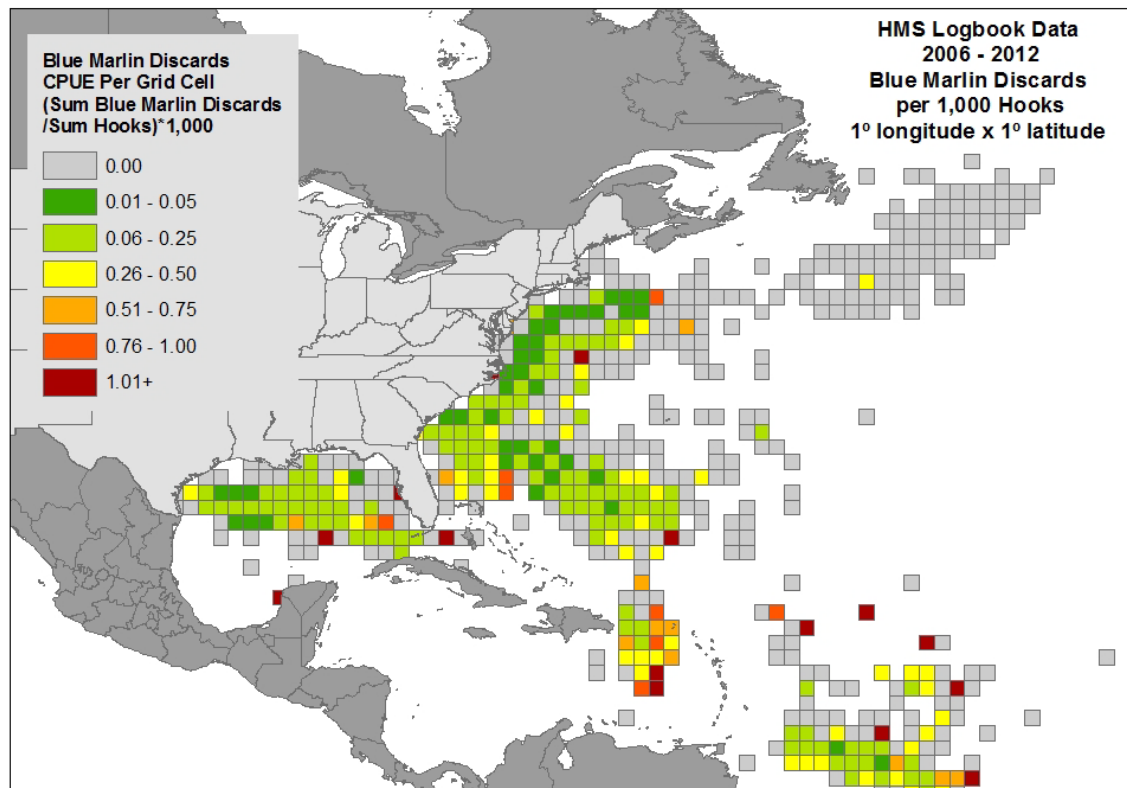 Blue Marlin Discards
CPUE Per Grid Cell
(Sum Blue Marlin Discards
/Sum Hooks)*1,000
0.00
0.01 - 0.05
0.06 - 0.25
0.26 - 0.50
0.51 - 0.75
0.76 - 1.00
1.01+
HMS Logbook Data
2006 - 2012
Blue Marlin Discards
per 1,000 Hooks
1º longitude x 1º latitude